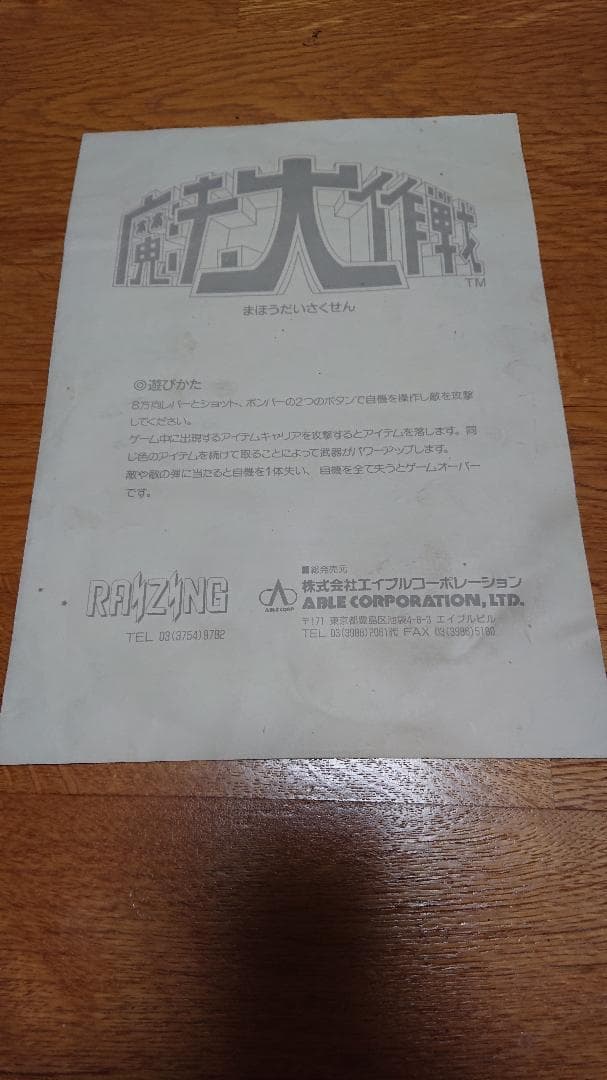 魔法大作戦
TM
まほうだいさくせん
◎遊びかた
8方向レバーとショット、ボンバーの2つのボタンで自機を操作し敵を攻撃
してください。
ゲーム中に出現するアイテムキャリアを攻撃するとアイテムを落します。同
じ色のアイテムを続けて取ることによって武器がパワーアップします。
敵や敵の弾に当たると自機を1体失い、自機を全て失うとゲームオーバー
です。
RAIZING
TEL 03(3754)9782
■総発売元
ABLE CORP.
株式会社エイブルコーポレーション
ABLE CORPORATION, LTD.
〒171 東京都豊島区池袋4-8-3 エイブルビル
TEL 03(3986)2061代 FAX 03(3986)5180